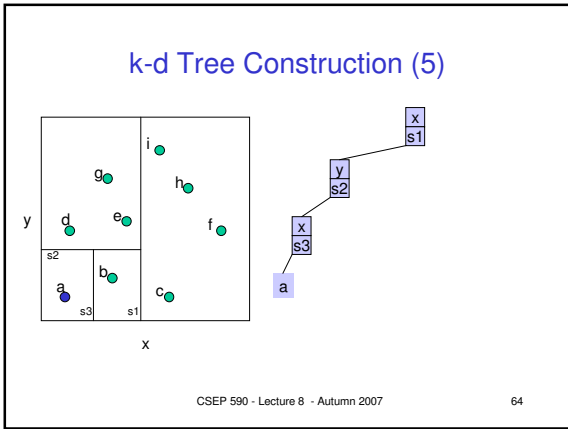 k-d Tree Construction (5)
x
s1
i
y
g
s2
h
y
d
e
f
x
s3
s2
b
a
a
c
s3
s1
x
CSEP 590 - Lecture 8 - Autumn 2007
64